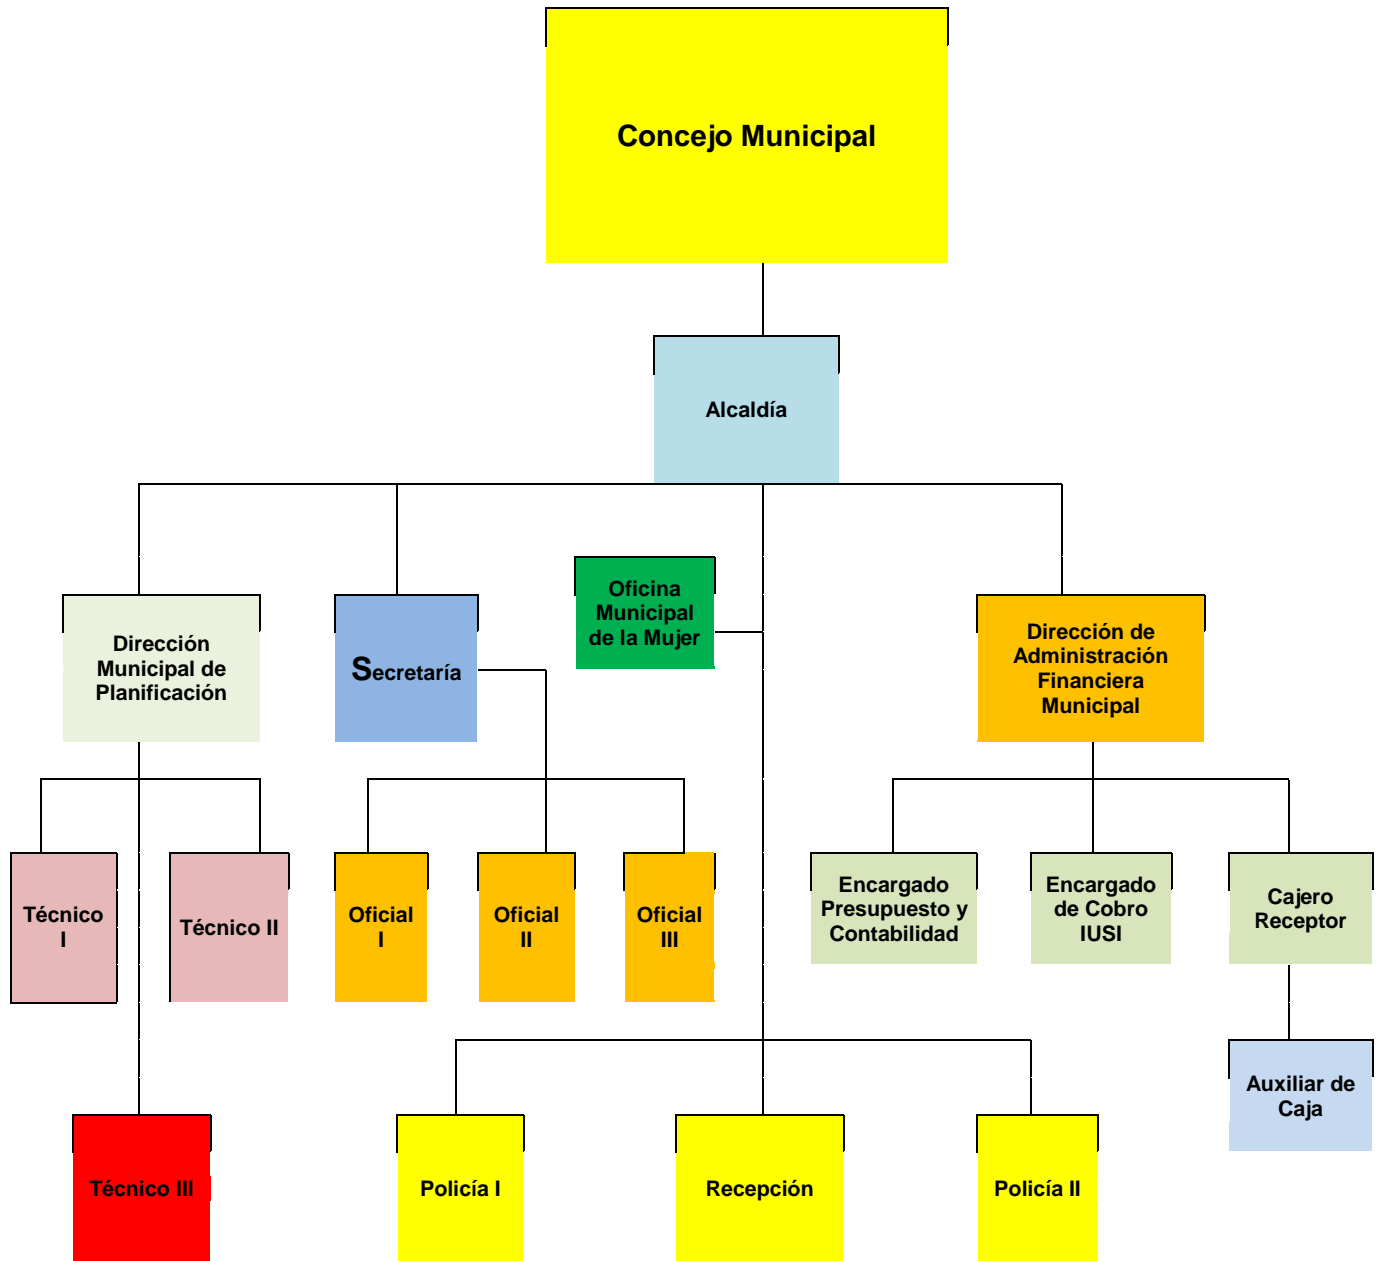 Concejo Municipal
Alcaldía
Oficina
Municipal
de la Mujer
Dirección
Municipal de
Planificación
Secretaría
Dirección de
Administración
Financiera
Municipal
Técnico
I
Técnico II
Oficial
I
Oficial
II
Oficial
III
Encargado
Presupuesto y
Contabilidad
Encargado
de Cobro
IUSI
Cajero
Receptor
Auxiliar de
Caja
Técnico III
Policía I
Recepción
Policía II